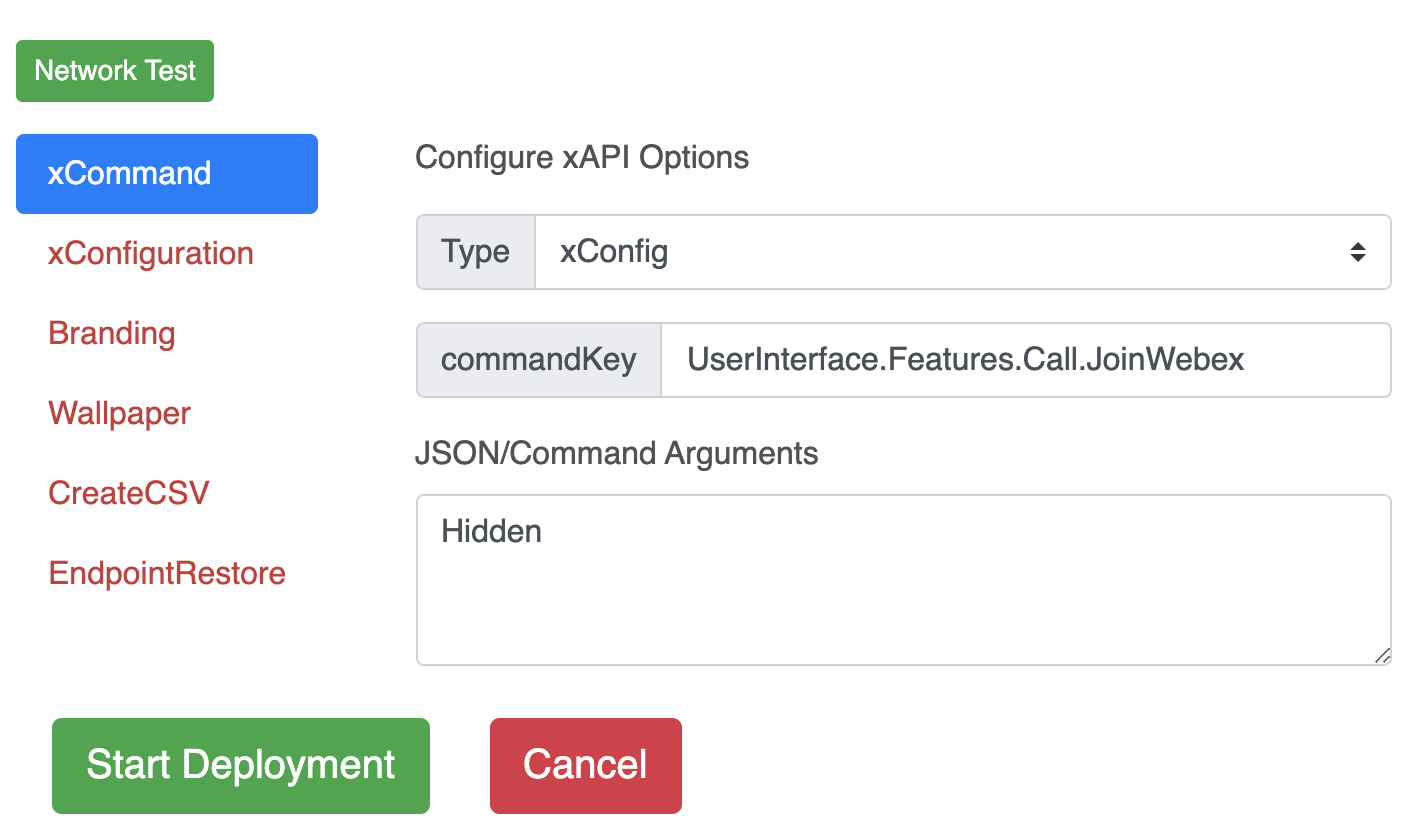 Network Test
xCommand
xConfiguration
Branding
Wallpaper
CreateCSV
EndpointRestore
Configure xAPI Options
Type xConfig
commandKey UserInterface.Features.Call.JoinWebex
JSON/Command Arguments
Hidden
Start Deployment Cancel